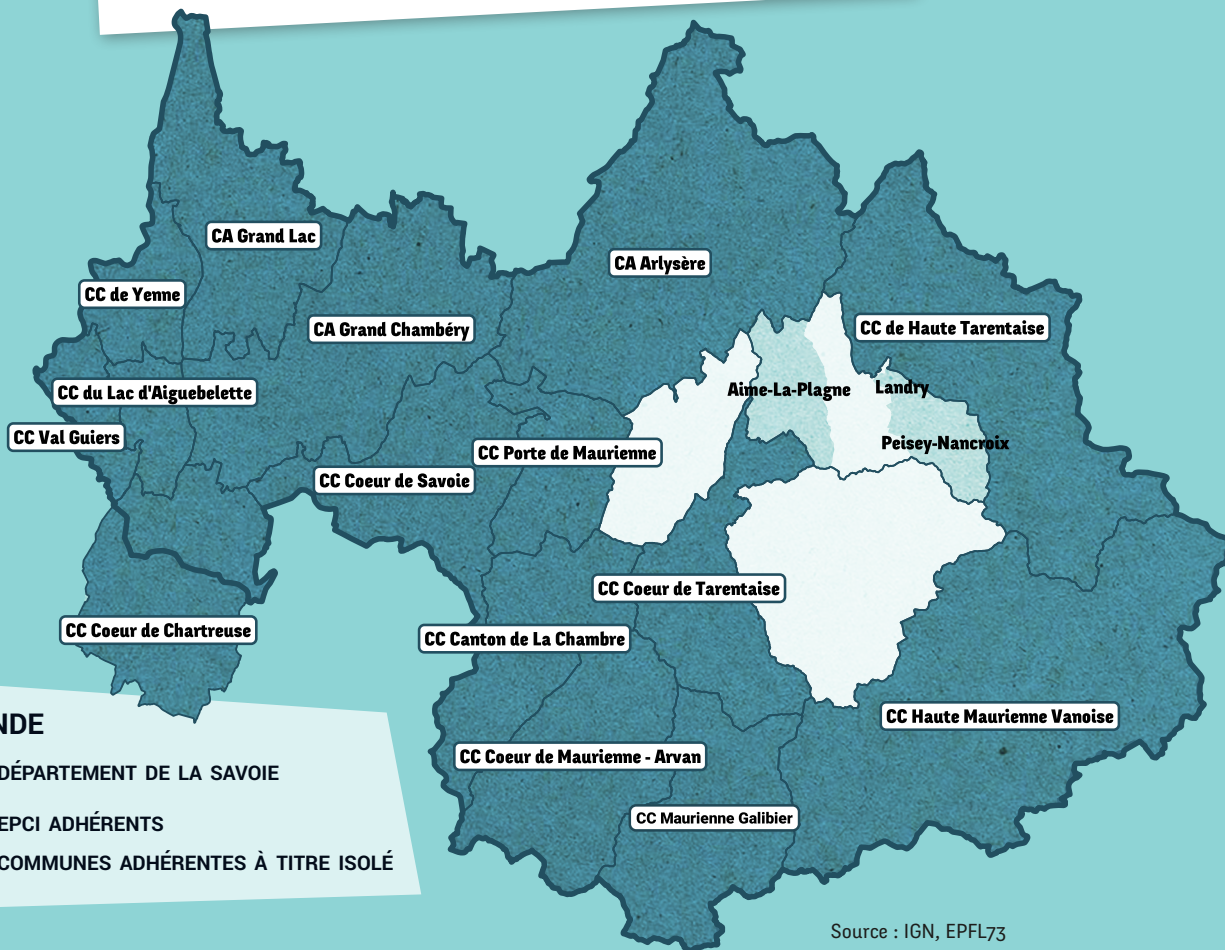 CA Grand Lac
CA Arlysère
CC de Yenne
CA Grand Chambéry
CC de Haute Tarentaise
Aime-La-Plagne
Landry
CC du Lac d'Aiguebelette
CC Val Guiers
Peisey-Nancroix
CC Porte de Maurienne
CC Coeur de Savoie
CC Coeur de Tarentaise
CC Coeur de Chartreuse
CC Canton de La Chambre
CC Haute Maurienne Vanoise
CC Coeur de Maurienne - Arvan
CC Maurienne Galibier
NDE
DÉPARTEMENT DE LA SAVOIE
EPCI ADHÉRENTS
COMMUNES ADHÉRENTES À TITRE ISOLÉ
Source : IGN, EPFL73